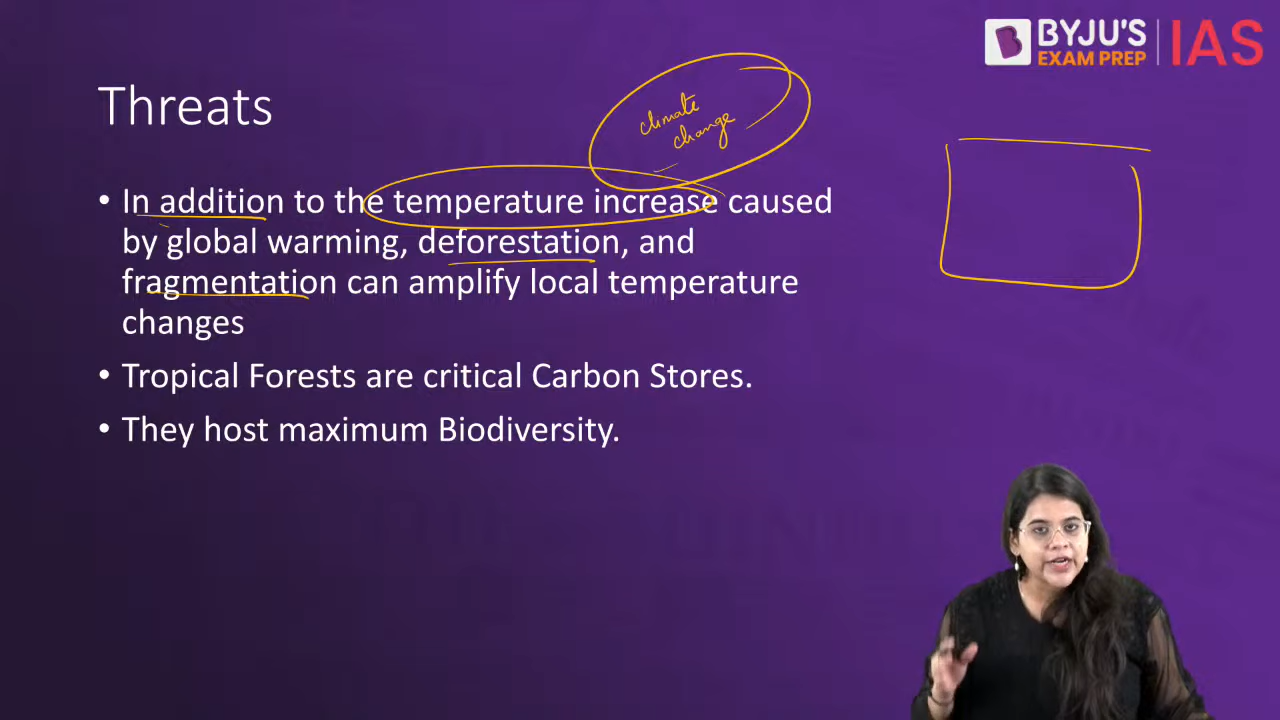 BYJU'S IAS
EXAM PREP
Threats
climate
change
• In addition to the temperature increase caused
by global warming, deforestation, and
fragmentation can amplify local temperature
changes
• Tropical Forests are critical Carbon Stores.
• They host maximum Biodiversity.